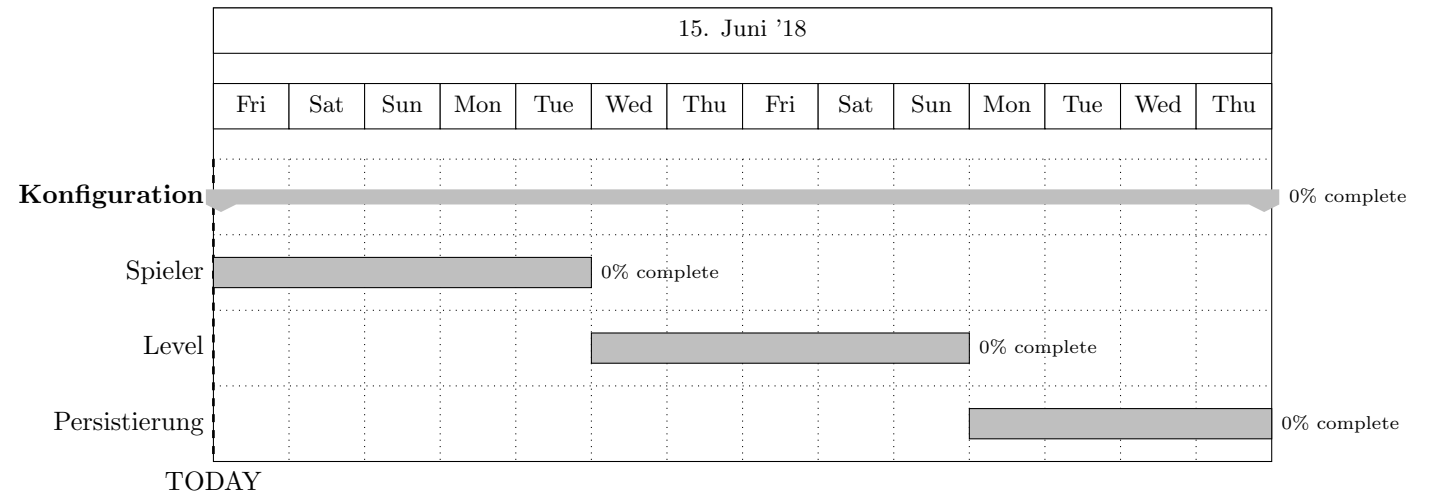 15. Juni '18
Fri Sat Sun Mon Tue Wed Thu Fri Sat Sun Mon Tue Wed Thu
Konfiguration 0% complete
Spieler 0% complete
Level 0% complete
Persistierung 0% complete
TODAY